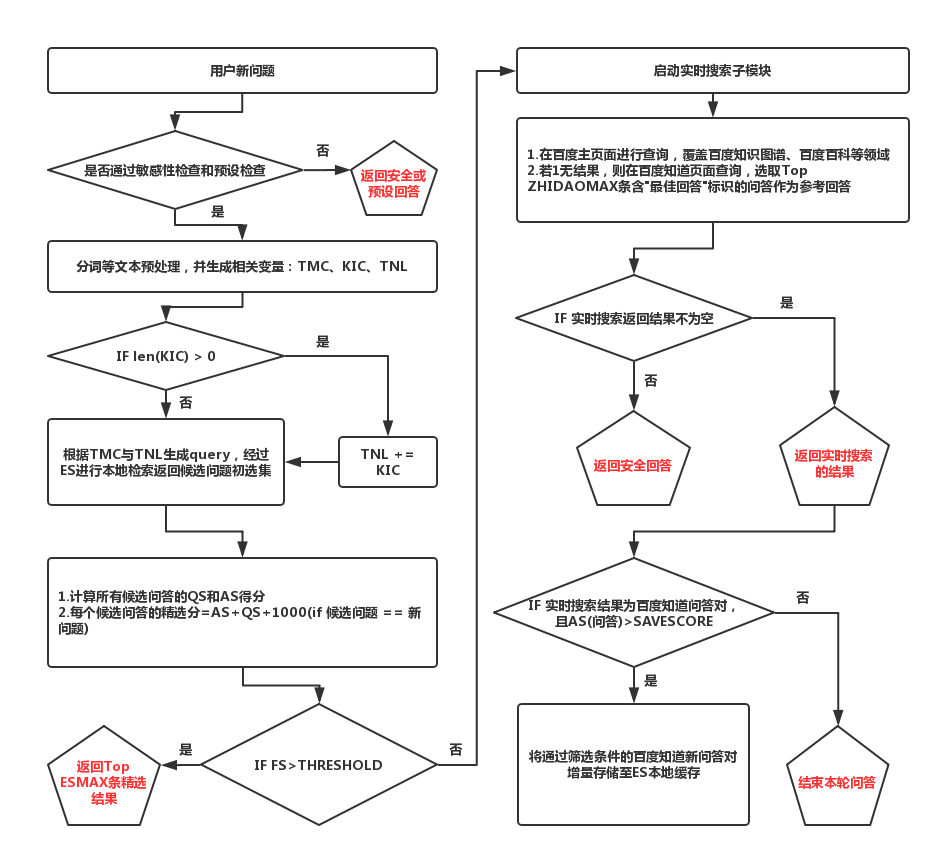 用户新问题
是否通过敏感性检查和预设检查
否
返回安全或
预设回答
是
分词等文本预处理，并生成相关变量：TMC、KIC、TNL
IF len(KIC) > 0
是
否
根据TMC与TNL生成query，经过
ES进行本地检索返回候选问题初选集
TNL +=
KIC
1.计算所有候选问答的QS和AS得分
2.每个候选问答的精选分=AS+QS+1000(if 候选问题 == 新
问题)
IF FS>THRESHOLD
是
返回Top
ESMAX条精选
结果
否
启动实时搜索子模块
1.在百度主页面进行查询，覆盖百度知识图谱、百度百科等领域
2.若1无结果，则在百度知道页面查询，选取Top
ZHIDAOMAX条含"最佳回答"标识的问答作为参考回答
IF 实时搜索返回结果不为空
是
否
返回安全回答
返回实时搜索
的结果
IF 实时搜索结果为百度知道问答对，
且AS(问答)>SAVESCORE
否
是
将通过筛选条件的百度知道新问答对
增量存储至ES本地缓存
结束本轮问答